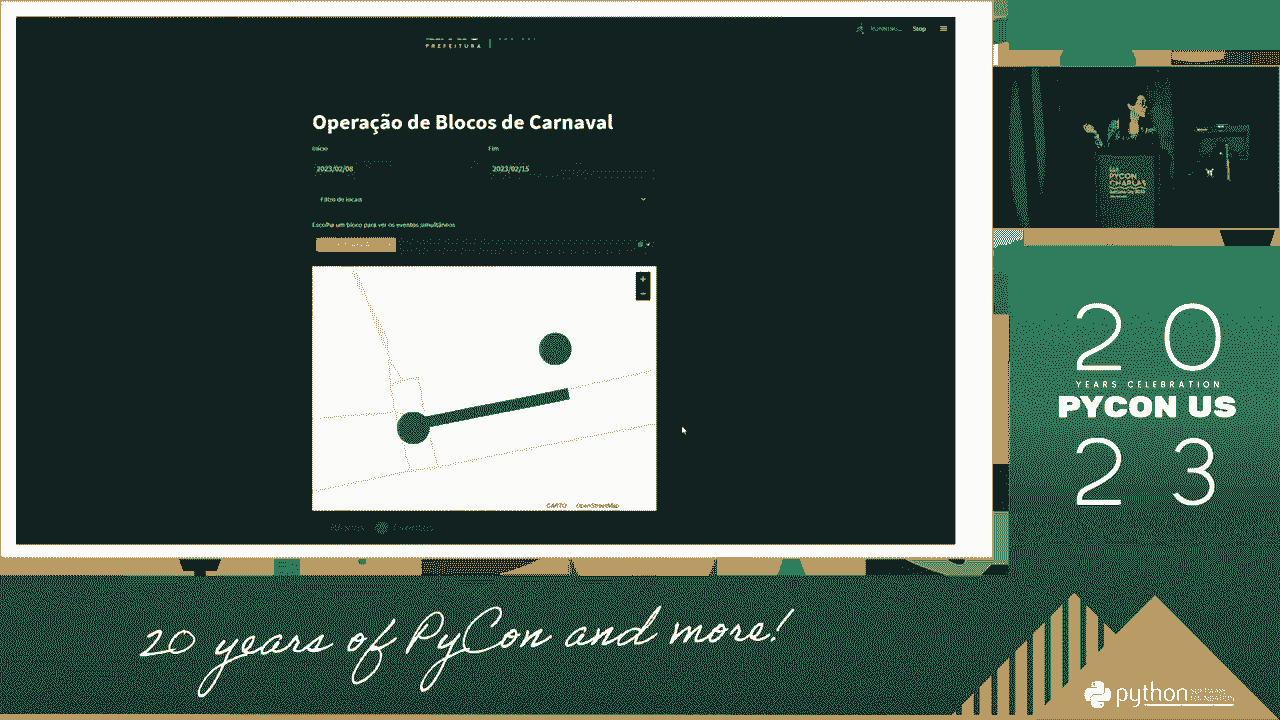 RUNNING...
Stop
PREFEITURA
Operação de Blocos de Carnaval
Início
Fim
2023/02/08
2023/02/15
Filtro de locais
Escolha um bloco para ver os eventos simultâneos
+
−
CARTO
OpenStreetMap
Blocos
Eventos
PYCON
CHARLAS
20
YEARS CELEBRATION
PYCON US
23
20 years of PyCon and more!
python
SOFTWARE
FOUNDATION